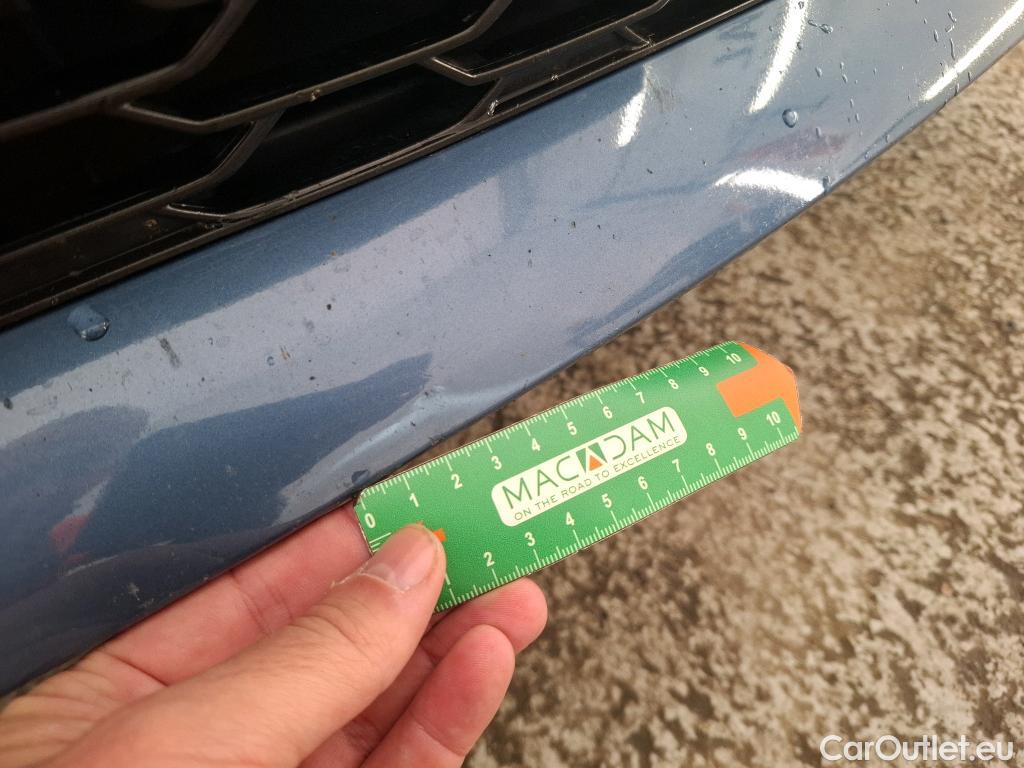 0 1 2 3 4 5 6 7 8 9 10
MACADAM
ON THE ROAD TO EXCELLENCE
2 3 4 5 6 7 8 9 10
CarOutlet.eu